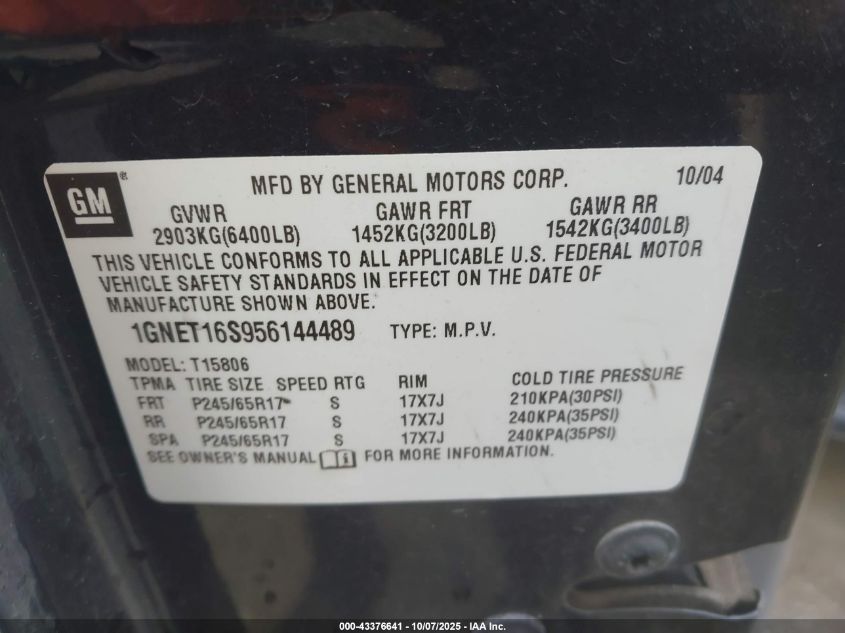 GM ® MFD BY GENERAL MOTORS CORP. 10/04
GVWR GAWR FRT GAWR RR
2903KG(6400LB) 1452KG(3200LB) 1542KG(3400LB)
THIS VEHICLE CONFORMS TO ALL APPLICABLE U.S. FEDERAL MOTOR
VEHICLE SAFETY STANDARDS IN EFFECT ON THE DATE OF
MANUFACTURE SHOWN ABOVE.
1GNET16S956144489 TYPE: M.P.V.
MODEL: T15806
TPMA TIRE SIZE SPEED RTG RIM COLD TIRE PRESSURE
FRT P245/65R17 S 17X7J 210KPA(30PSI)
RR P245/65R17 S 17X7J 240KPA(35PSI)
SPA P245/65R17 S 17X7J 240KPA(35PSI)
SEE OWNER'S MANUAL FOR MORE INFORMATION.
000-43376641 - 10/07/2025 - IAA Inc.